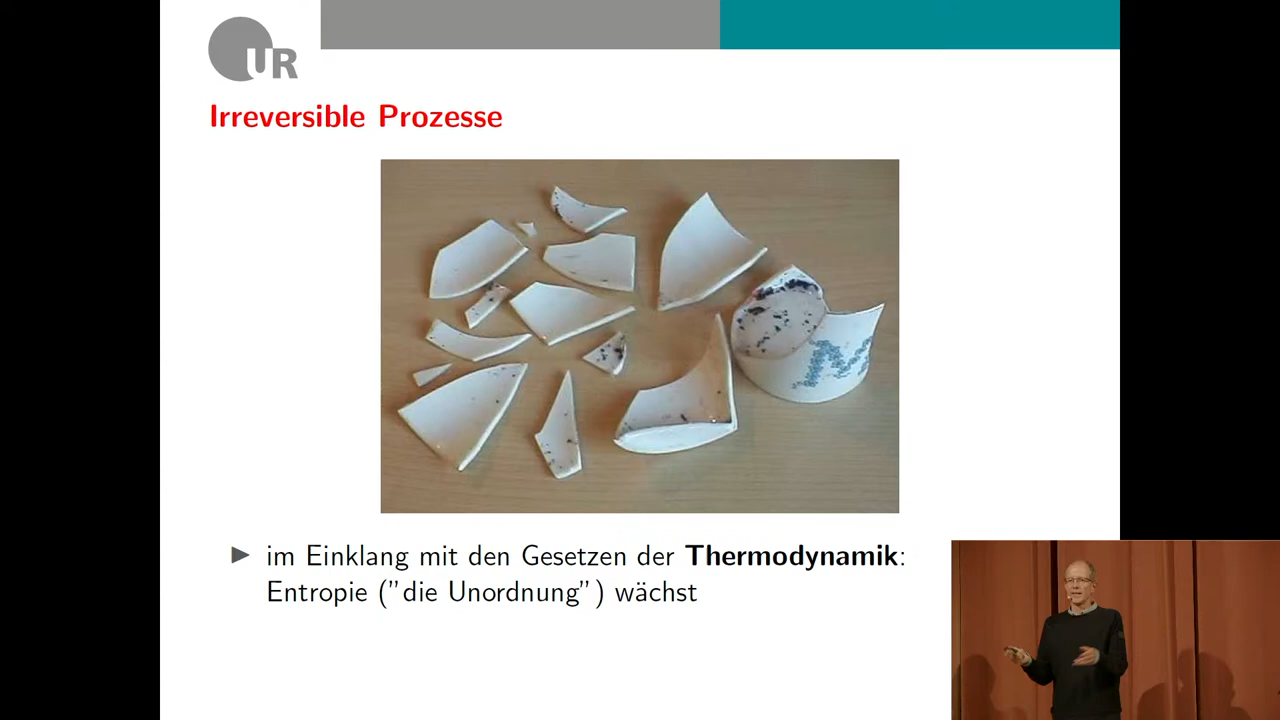 UR
Irreversible Prozesse
M
im Einklang mit den Gesetzen der Thermodynamik:
Entropie ("die Unordnung") wächst